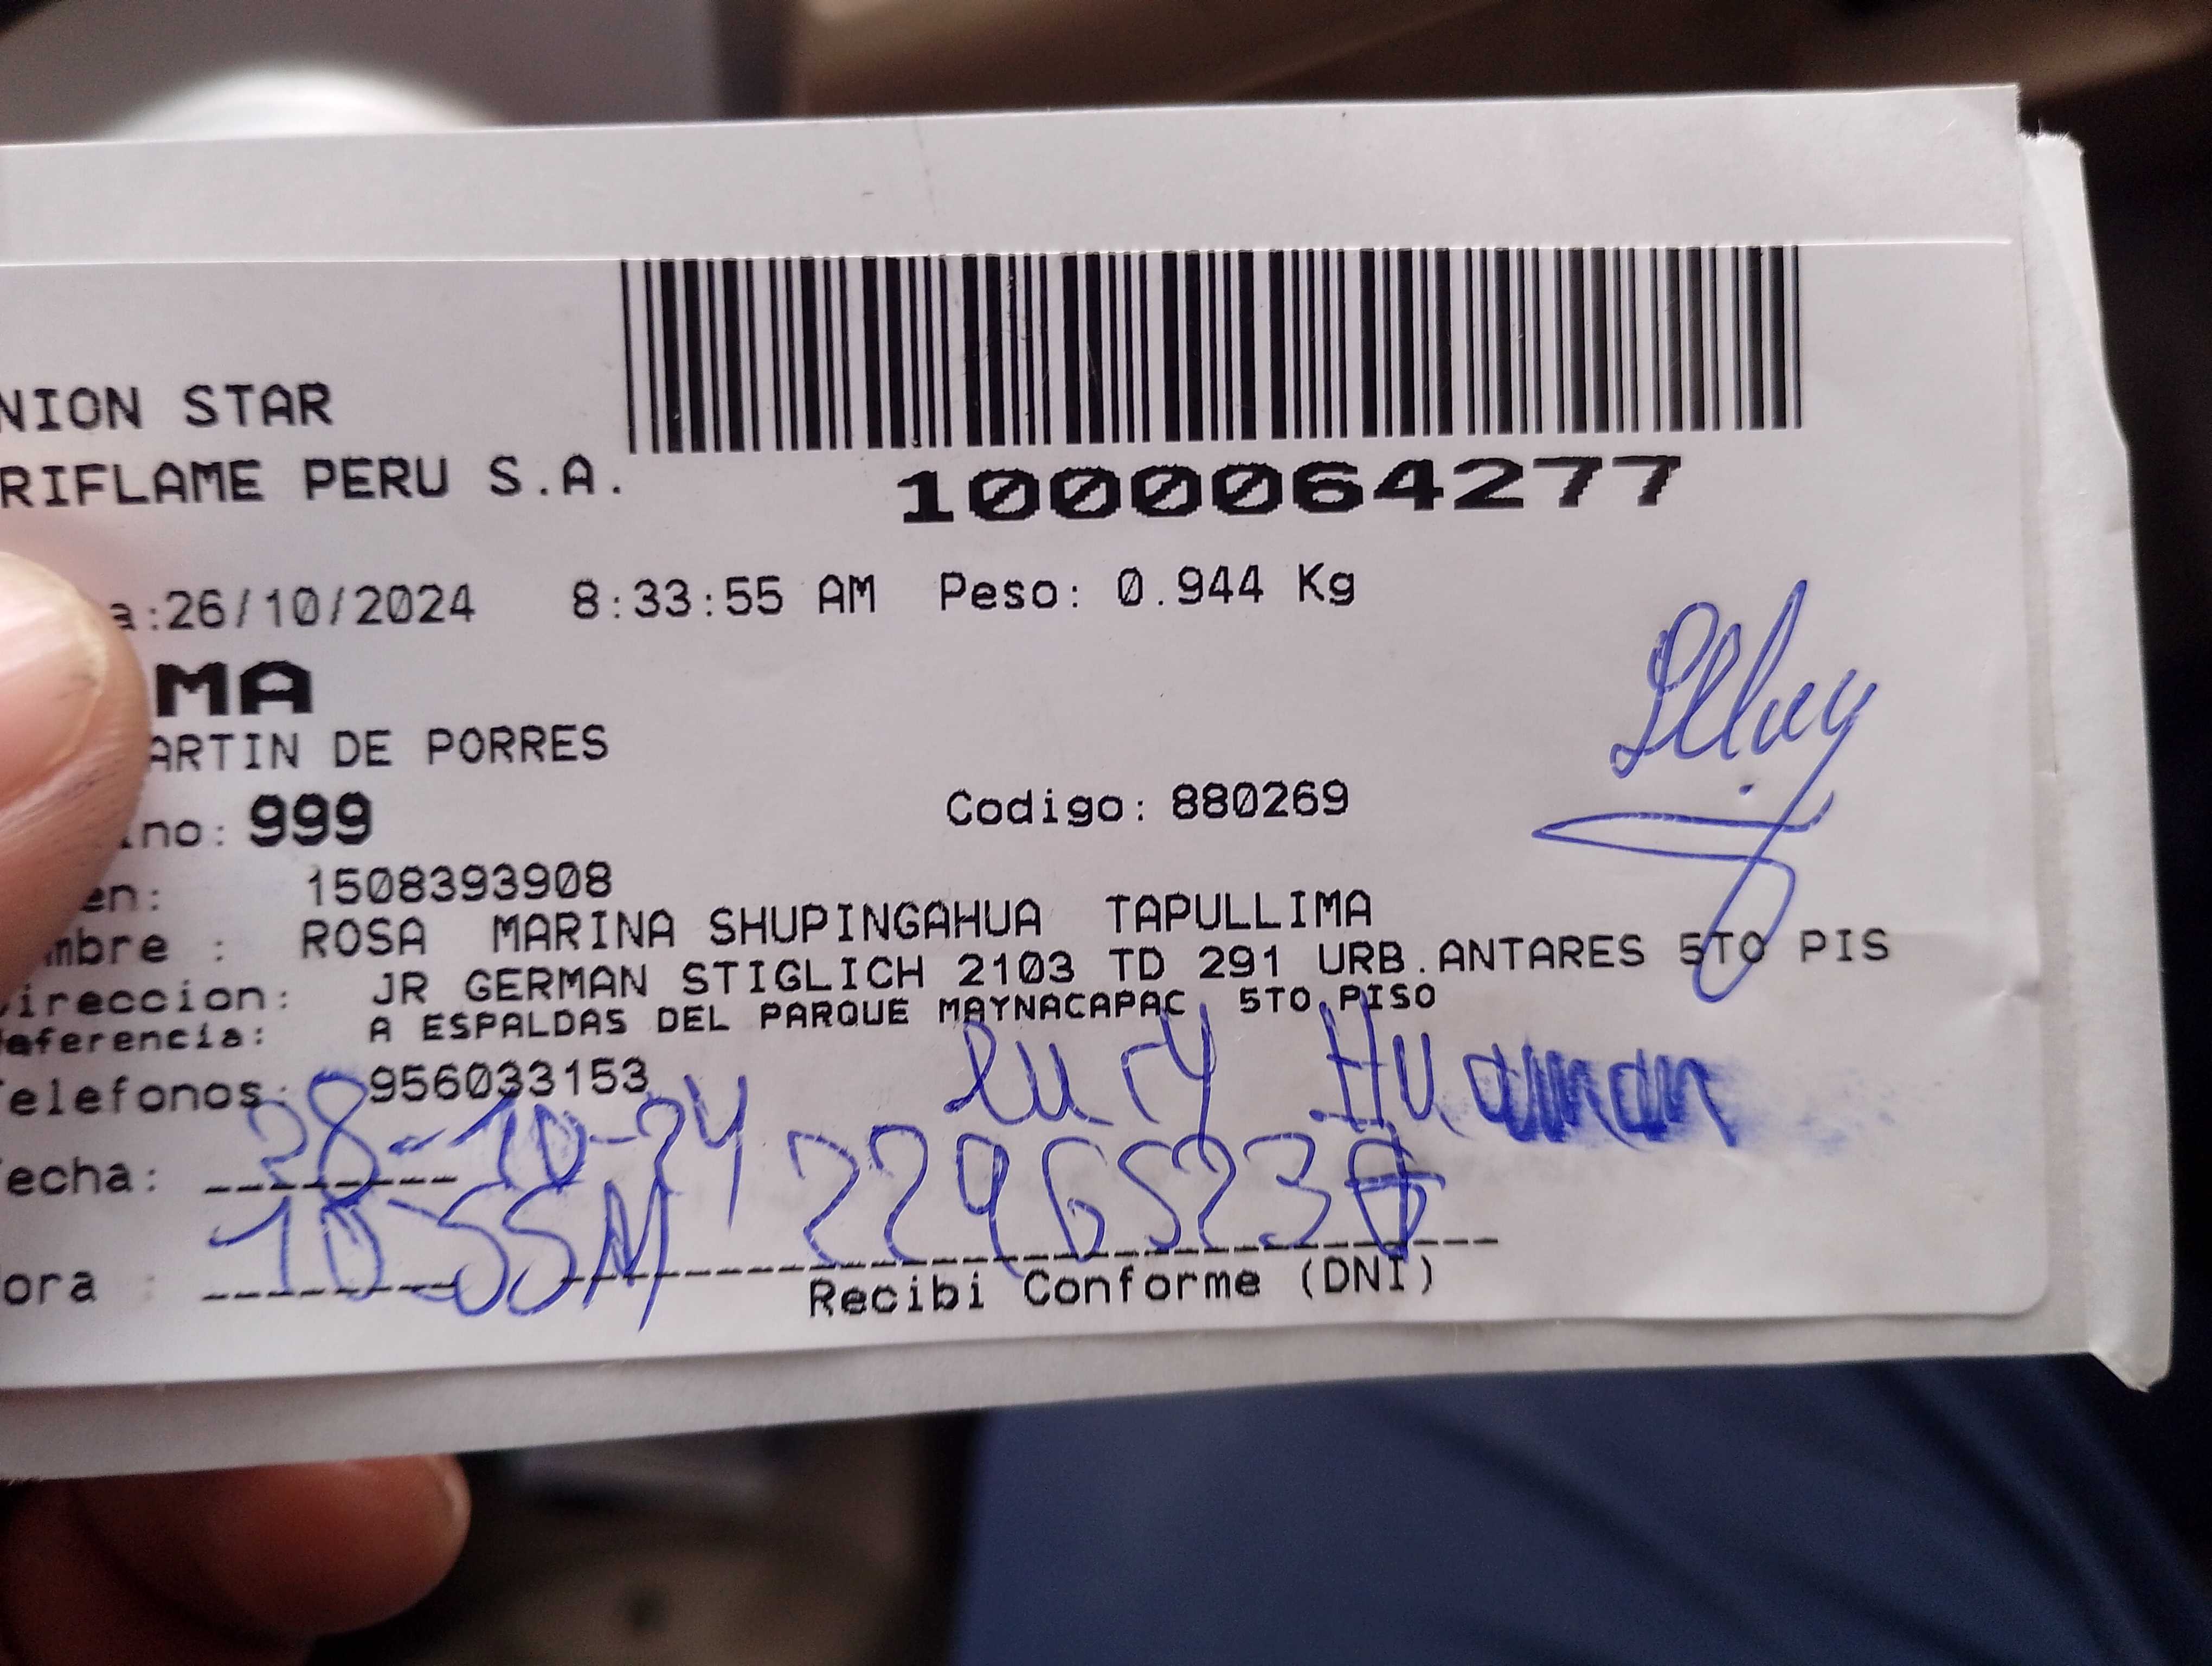 NION STAR
RIFLAME PERU S.A.
1000064277
a:26/10/2024 8:33:55 AM Peso: 0.944 Kg
MA
ARTIN DE PORRES
ino: 999 Codigo: 880269
en: 1508393908
mbre : ROSA MARINA SHUPINGAHUA TAPULLIMA
ireccion: JR GERMAN STIGLICH 2103 TD 291 URB.ANTARES 5TO PIS
eferencia: A ESPALDAS DEL PARQUE MAYNACAPAC 5TO PISO
elefonos: 956033153
Huaman
echa: 28-10-24
ora : 10-55M
Recibi Conforme (DNI)